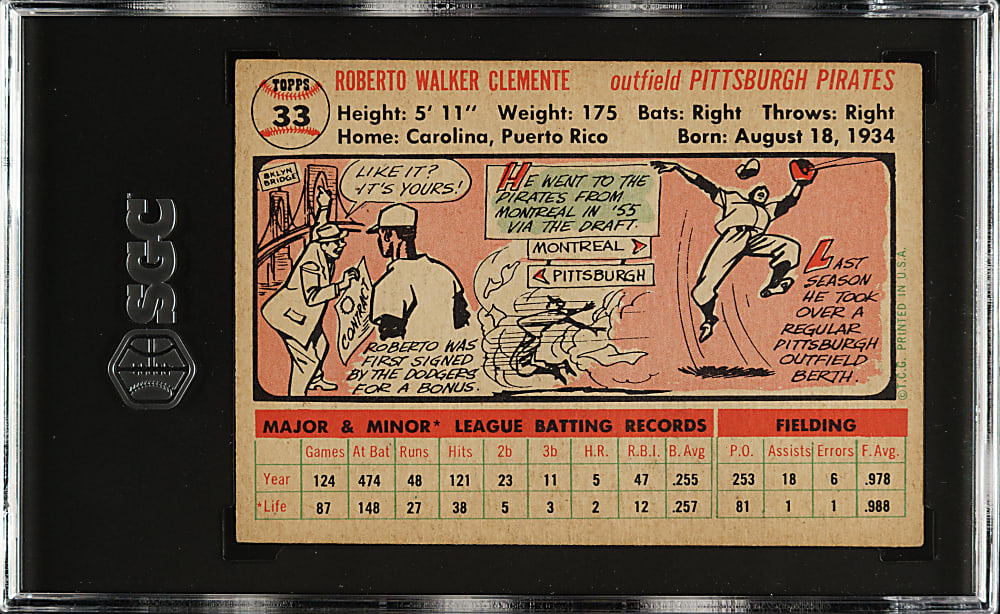 SGC
TOPPS
33
ROBERTO WALKER CLEMENTE outfield PITTSBURGH PIRATES
Height: 5' 11" Weight: 175 Bats: Right Throws: Right
Home: Carolina, Puerto Rico Born: August 18, 1934
BKLYN
BRIDGE
LIKE IT?
IT'S YOURS!
CONTRACT
ROBERTO WAS
FIRST SIGNED
BY THE DODGERS
FOR A BONUS.
HE WENT TO THE
PIRATES FROM
MONTREAL IN '55
VIA THE DRAFT.
MONTREAL
PITTSBURGH
LAST
SEASON
HE TOOK
OVER A
REGULAR
PITTSBURGH
OUTFIELD
BERTH.
©T.C.G. PRINTED IN U.S.A.
MAJOR & MINOR* LEAGUE BATTING RECORDS FIELDING
Games At Bat Runs Hits 2b 3b H.R. R.B.I. B. Avg P.O. Assists Errors F. Avg.
Year 124 474 48 121 23 11 5 47 .255 253 18 6 .978
*Life 87 148 27 38 5 3 2 12 .257 81 1 1 .988